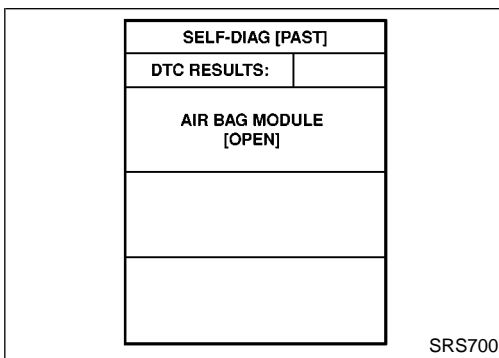 SELF-DIAG [PAST]
DTC RESULTS:
AIR BAG MODULE
[OPEN]
SRS700